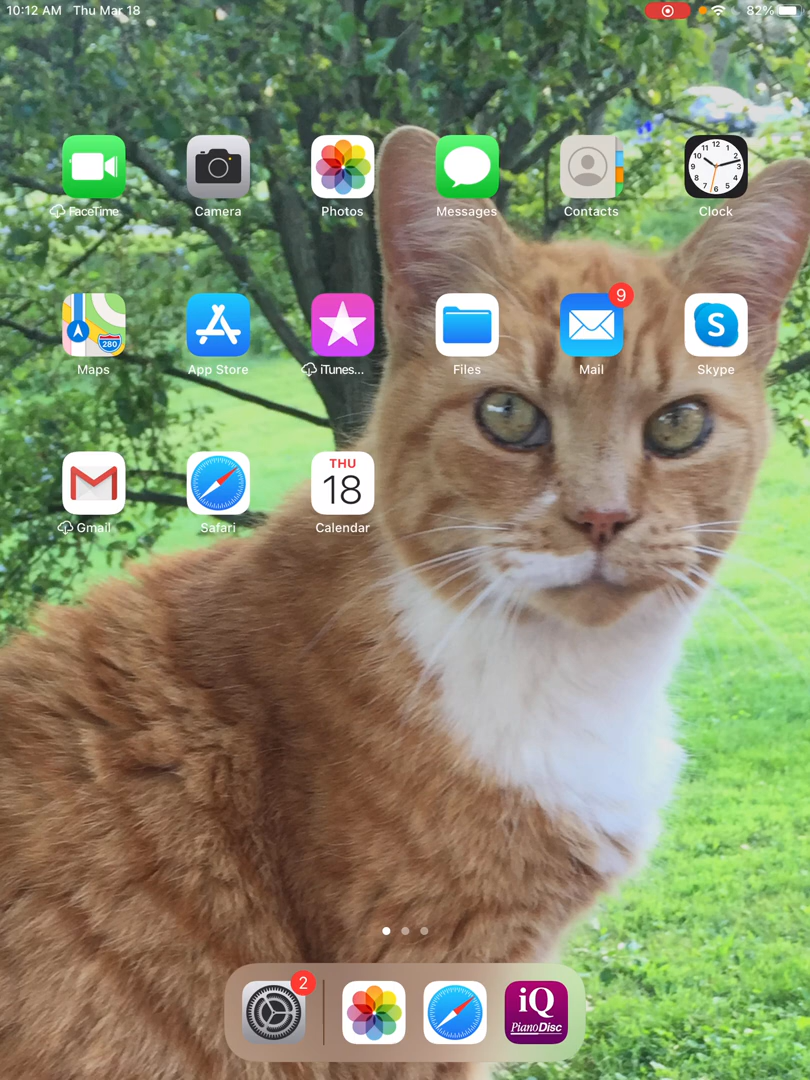 10:12 AM Thu Mar 18 82%
FaceTime Camera Photos Messages Contacts Clock
280 9 S
Maps App Store iTunes... Files Mail Skype
THU
18
Gmail Safari Calendar
2
iQ
PianoDisc